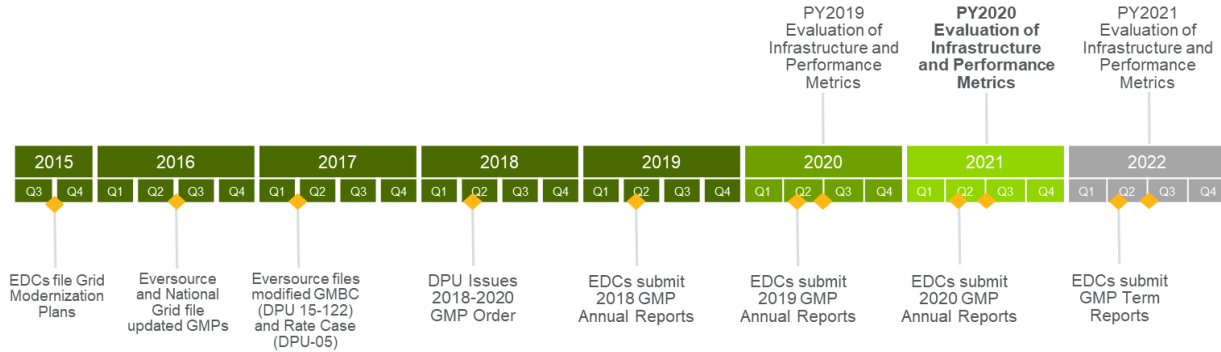 PY2019
Evaluation of
Infrastructure and
Performance
Metrics
PY2020
Evaluation of
Infrastructure
and Performance
Metrics
PY2021
Evaluation of
Infrastructure and
Performance
Metrics
2015 2016 2017 2018 2019 2020 2021 2022
Q3 Q4 Q1 Q2 Q3 Q4 Q1 Q2 Q3 Q4 Q1 Q2 Q3 Q4 Q1 Q2 Q3 Q4 Q1 Q2 Q3 Q4 Q1 Q2 Q3 Q4 Q1 Q2 Q3 Q4
EDCs file Grid
Modernization
Plans
Eversource
and National
Grid file
updated GMPs
Eversource files
modified GMBC
(DPU 15-122)
and Rate Case
(DPU-05)
DPU Issues
2018-2020
GMP Order
EDCs submit
2018 GMP
Annual Reports
EDCs submit
2019 GMP
Annual Reports
EDCs submit
2020 GMP
Annual Reports
EDCs submit
GMP Term
Reports